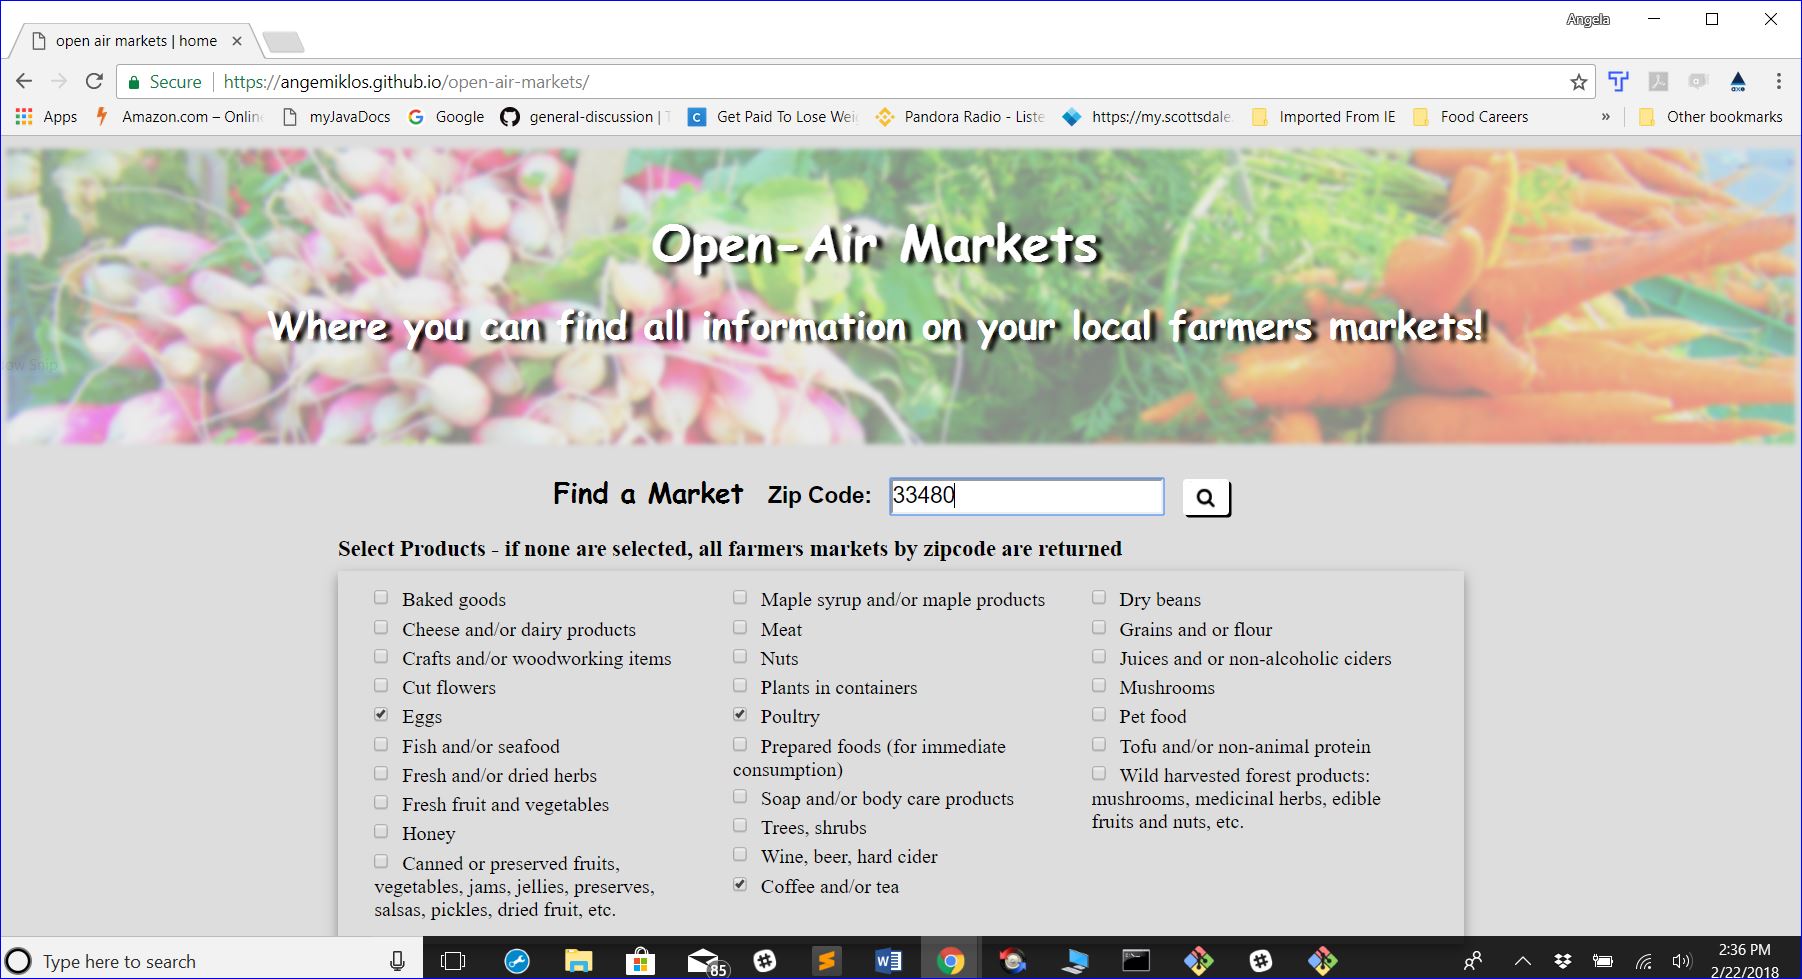 Angela
open air markets | home
Secure https://angemiklos.github.io/open-air-markets/
Apps Amazon.com – Online myJavaDocs Google general-discussion | Get Paid To Lose Wei Pandora Radio - Liste https://my.scottsdale. Imported From IE Food Careers » Other bookmarks
Open-Air Markets
Where you can find all information on your local farmers markets!
ow Snip
Find a Market Zip Code: 33480
Select Products - if none are selected, all farmers markets by zipcode are returned
Baked goods
Cheese and/or dairy products
Crafts and/or woodworking items
Cut flowers
Eggs
Fish and/or seafood
Fresh and/or dried herbs
Fresh fruit and vegetables
Honey
Canned or preserved fruits,
vegetables, jams, jellies, preserves,
salsas, pickles, dried fruit, etc.
Maple syrup and/or maple products
Meat
Nuts
Plants in containers
Poultry
Prepared foods (for immediate
consumption)
Soap and/or body care products
Trees, shrubs
Wine, beer, hard cider
Coffee and/or tea
Dry beans
Grains and or flour
Juices and or non-alcoholic ciders
Mushrooms
Pet food
Tofu and/or non-animal protein
Wild harvested forest products:
mushrooms, medicinal herbs, edible
fruits and nuts, etc.
Type here to search
85
2:36 PM
2/22/2018